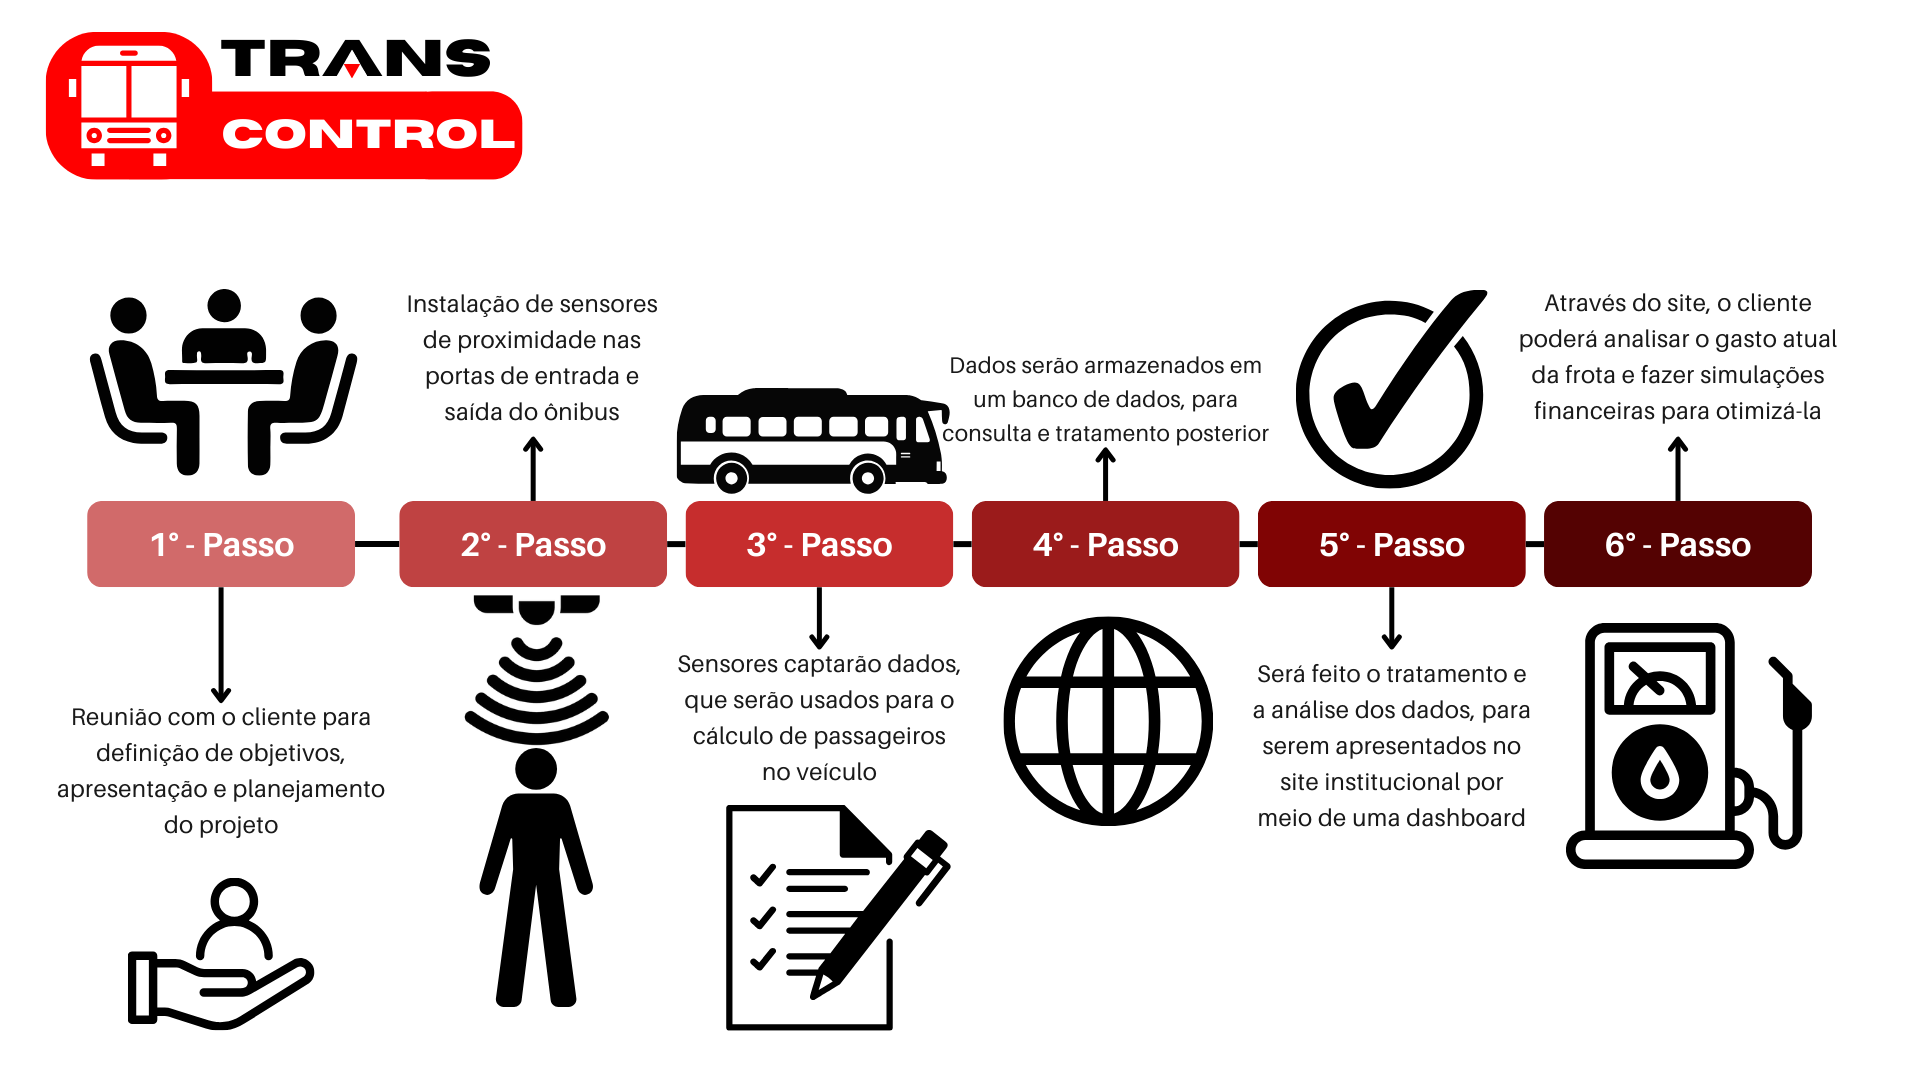 TRANS
CONTROL
Instalação de sensores
de proximidade nas
portas de entrada e
saída do ônibus
Dados serão armazenados em
um banco de dados, para
consulta e tratamento posterior
Através do site, o cliente
poderá analisar o gasto atual
da frota e fazer simulações
financeiras para otimizá-la
1° - Passo
2° - Passo
3° - Passo
4° - Passo
5° - Passo
6° - Passo
Reunião com o cliente para
definição de objetivos,
apresentação e planejamento
do projeto
Sensores captarão dados,
que serão usados para o
cálculo de passageiros
no veículo
Será feito o tratamento e
a análise dos dados, para
serem apresentados no
site institucional por
meio de uma dashboard